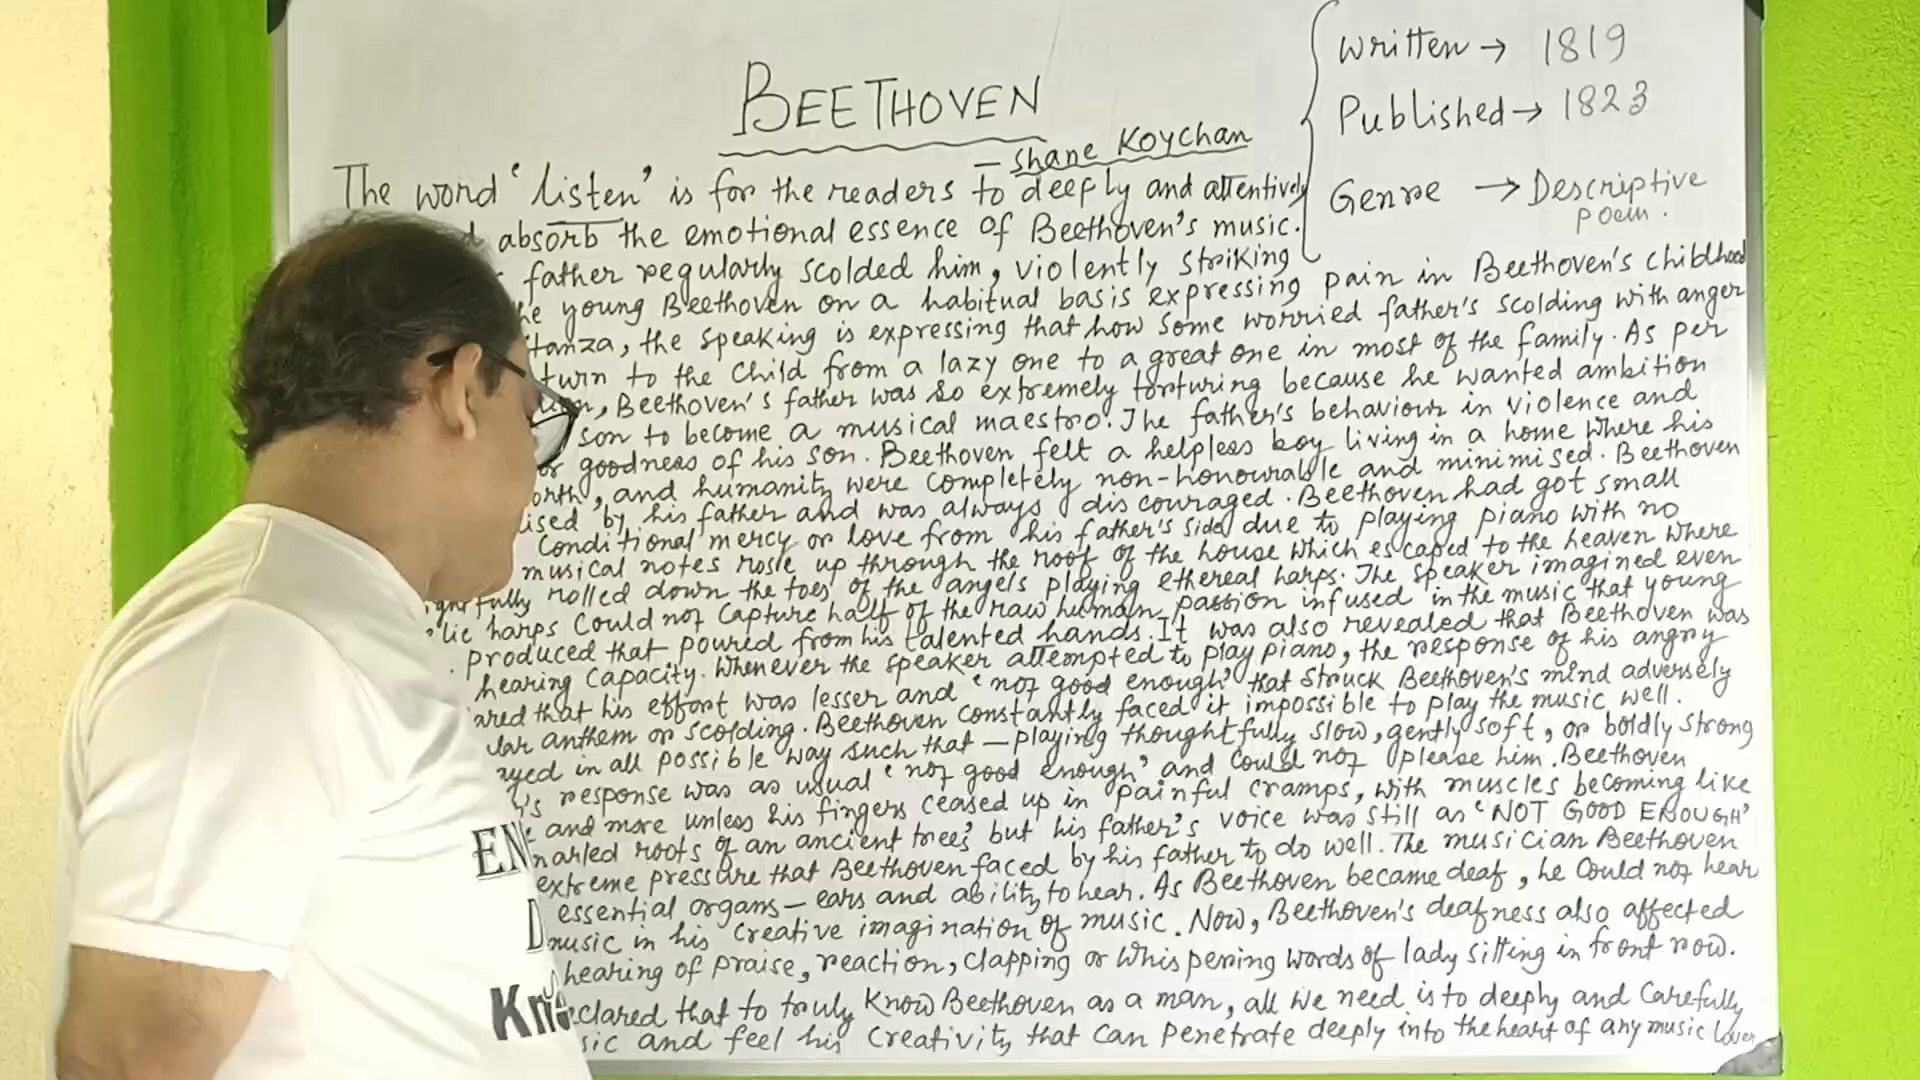 BEETHOVEN
– Shane Koychan
Written → 1819
Published → 1823
Genre → Descriptive
poem.
The word 'listen' is for the readers to deeply and attentively
absorb the emotional essence of Beethoven's music.
father regularly scolded him, violently striking
young Beethoven on a habitual basis expressing pain in Beethoven's childhood
the speaking is expressing that how some worried father's scolding with anger
turn to the child from a lazy one to a great one in most of the family. As per
Beethoven's father was so extremely torturing because he wanted ambition
son to become a musical maestro. The father's behaviour in violence and
goodness of his son. Beethoven felt a helpless boy living in a home where his
and humanity were completely non-honourable and minimised. Beethoven
by his father and was always discouraged. Beethoven had got small
conditional mercy or love from his father's side due to playing piano with no
musical notes rose up through the roof of the house which escaped to the heaven where
rolled down the toes of the angels playing ethereal harps. The speaker imagined even
harps could not capture half of the raw human passion infused in the music that young
produced that poured from his talented hands. It was also revealed that Beethoven was
hearing capacity. Whenever the speaker attempted to play piano, the response of his angry
that his effort was lesser and 'not good enough' that struck Beethoven's mind adversely
anthem or scolding. Beethoven constantly faced it impossible to play the music well.
in all possible way such that – playing thoughtfully slow, gently soft, or boldly strong
response was as usual 'not good enough' and could not please him. Beethoven
and more unless his fingers ceased up in painful cramps, with muscles becoming like
roots of an ancient tree' but his father's voice was still as 'NOT GOOD ENOUGH'
extreme pressure that Beethoven faced by his father to do well. The musician Beethoven
essential organs – ears and ability to hear. As Beethoven became deaf, he could not hear
music in his creative imagination of music. Now, Beethoven's deafness also affected
hearing of praise, reaction, clapping or whispering words of lady sitting in front row.
that to truly know Beethoven as a man, all we need is to deeply and carefully
and feel his creativity that can penetrate deeply into the heart of any music lover